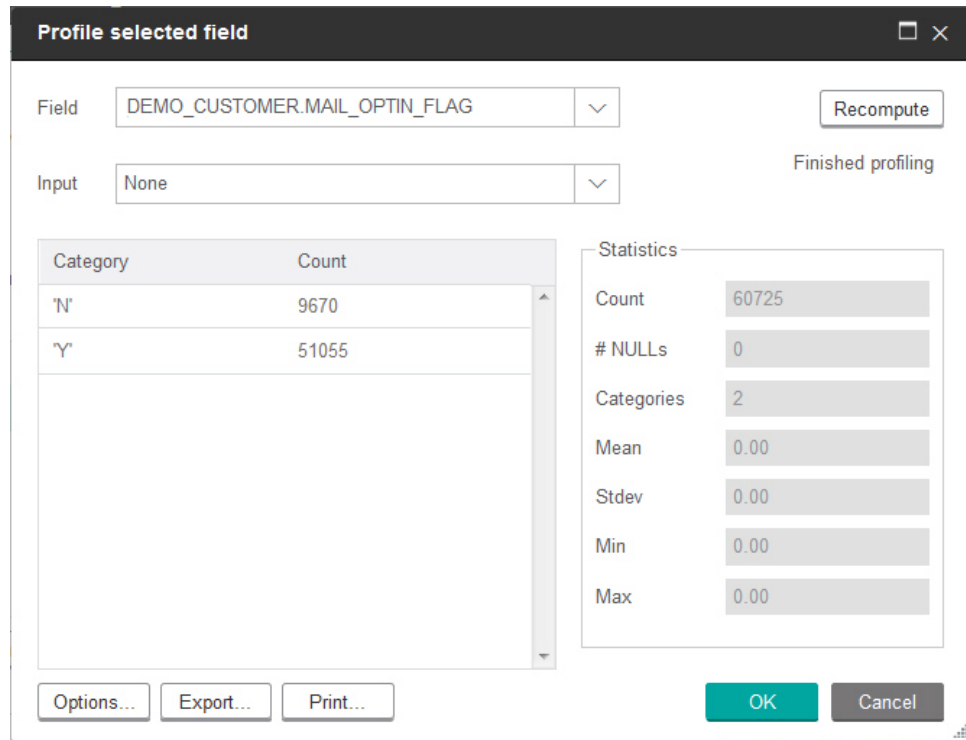 Profile selected field
Field DEMO_CUSTOMER.MAIL_OPTIN_FLAG Recompute
Finished profiling
Input None
Category Count
'N' 9670
'Y' 51055
Statistics
Count 60725
# NULLs 0
Categories 2
Mean 0.00
Stdev 0.00
Min 0.00
Max 0.00
Options... Export... Print... OK Cancel